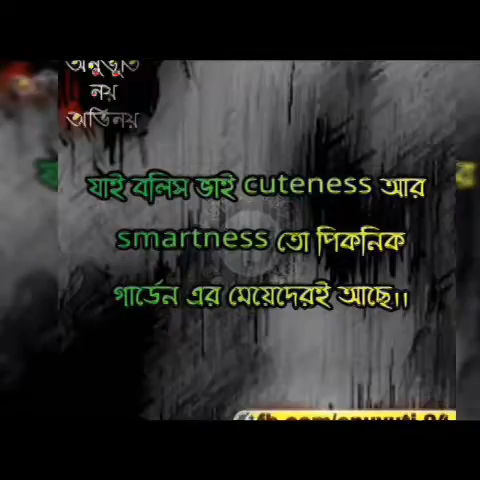 অনুভূতি
নয়
অভিনয়
যাই বলিস ভাই cuteness আর
smartness তো পিকনিক
গার্ডেন এর মেয়েদেরই আছে।।